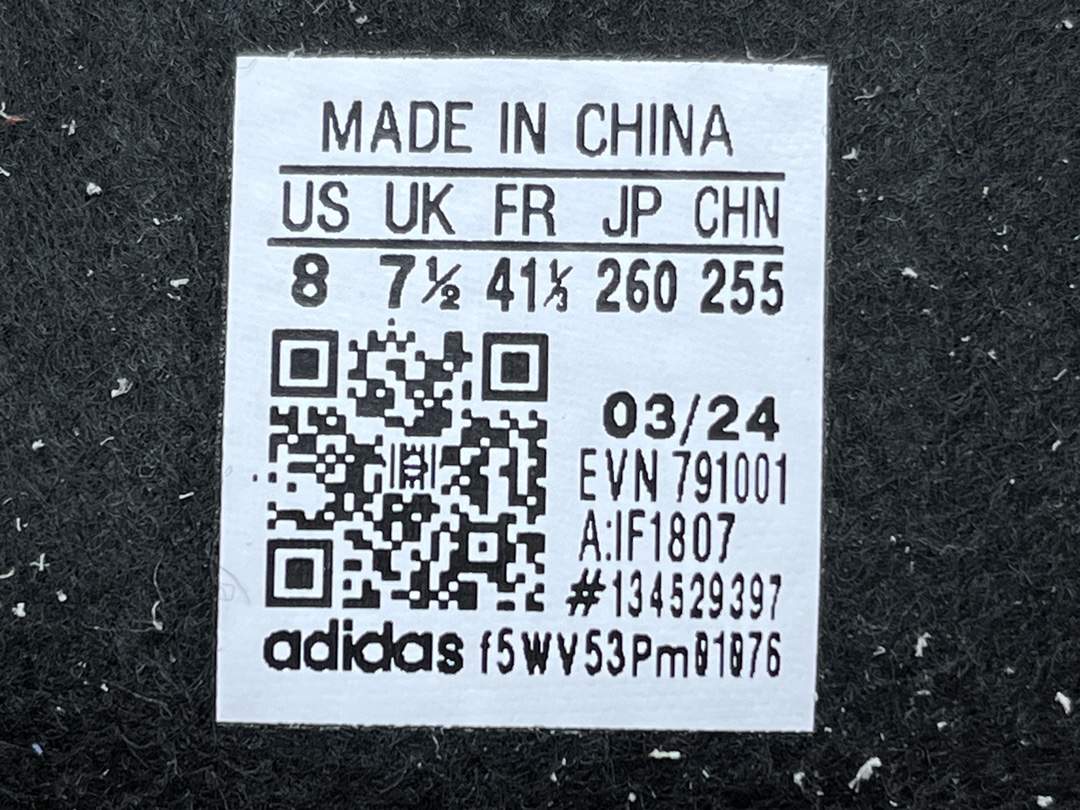 MADE IN CHINA
US UK FR JP CHN
8 7½ 41⅓ 260 255
03/24
EVN 791001
A:IF1807
#134529397
adidas f5WV53Pm01076